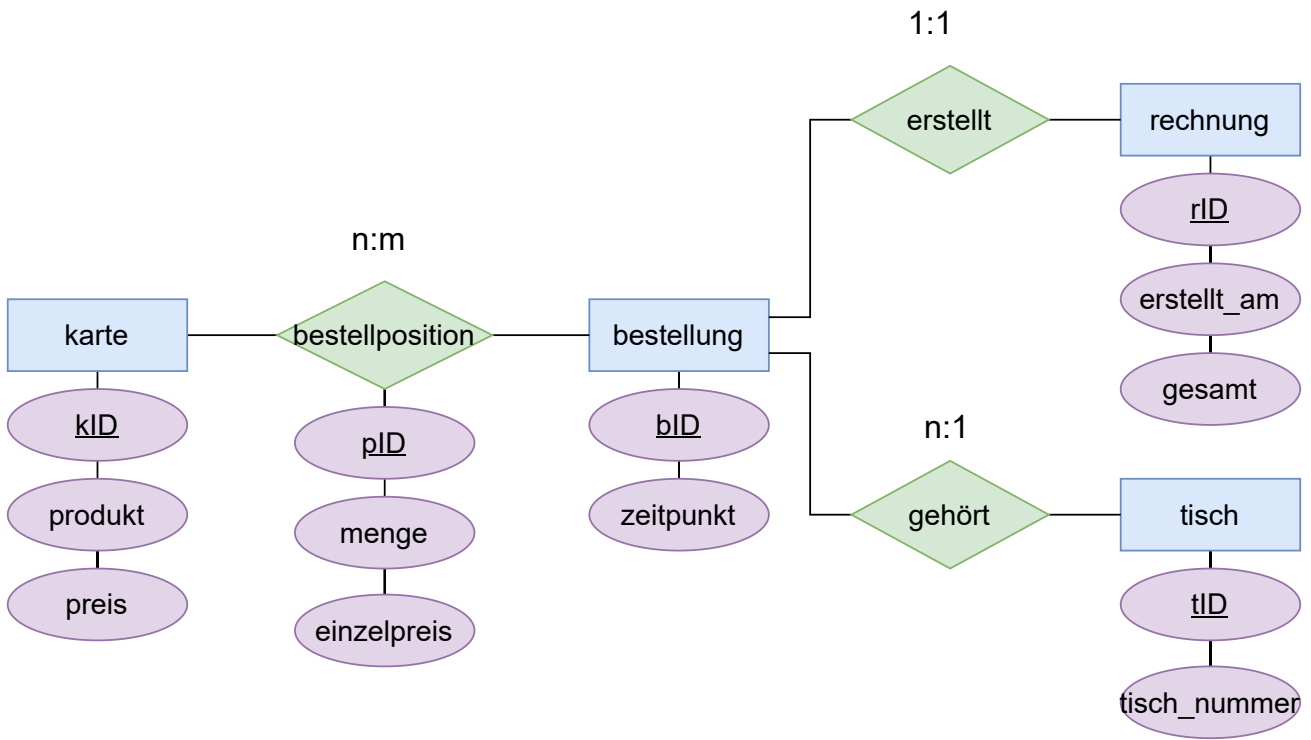 1:1
erstellt
rechnung
rID
erstellt_am
gesamt
n:m
karte
bestellposition
bestellung
kID
produkt
preis
pID
menge
einzelpreis
bID
zeitpunkt
n:1
gehört
tisch
tID
tisch_nummer